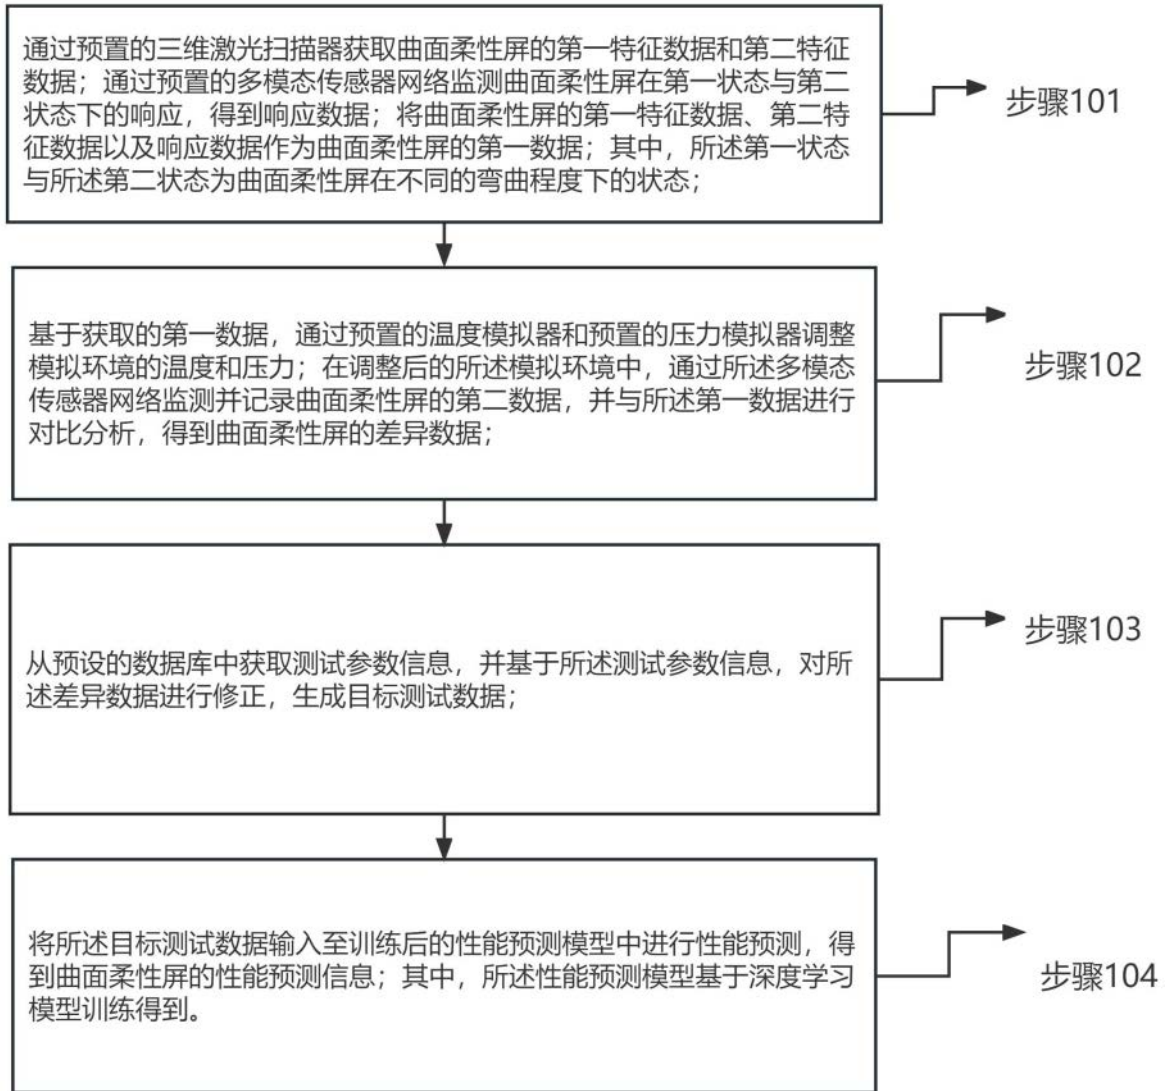 通过预置的三维激光扫描器获取曲面柔性屏的第一特征数据和第二特征
数据；通过预置的多模态传感器网络监测曲面柔性屏在第一状态与第二
状态下的响应，得到响应数据；将曲面柔性屏的第一特征数据、第二特
征数据以及响应数据作为曲面柔性屏的第一数据；其中，所述第一状态
与所述第二状态为曲面柔性屏在不同的弯曲程度下的状态；
步骤101
基于获取的第一数据，通过预置的温度模拟器和预置的压力模拟器调整
模拟环境的温度和压力；在调整后的所述模拟环境中，通过所述多模态
传感器网络监测并记录曲面柔性屏的第二数据，并与所述第一数据进行
对比分析，得到曲面柔性屏的差异数据；
步骤102
从预设的数据库中获取测试参数信息，并基于所述测试参数信息，对所
述差异数据进行修正，生成目标测试数据；
步骤103
将所述目标测试数据输入至训练后的性能预测模型中进行性能预测，得
到曲面柔性屏的性能预测信息；其中，所述性能预测模型基于深度学习
模型训练得到。
步骤104